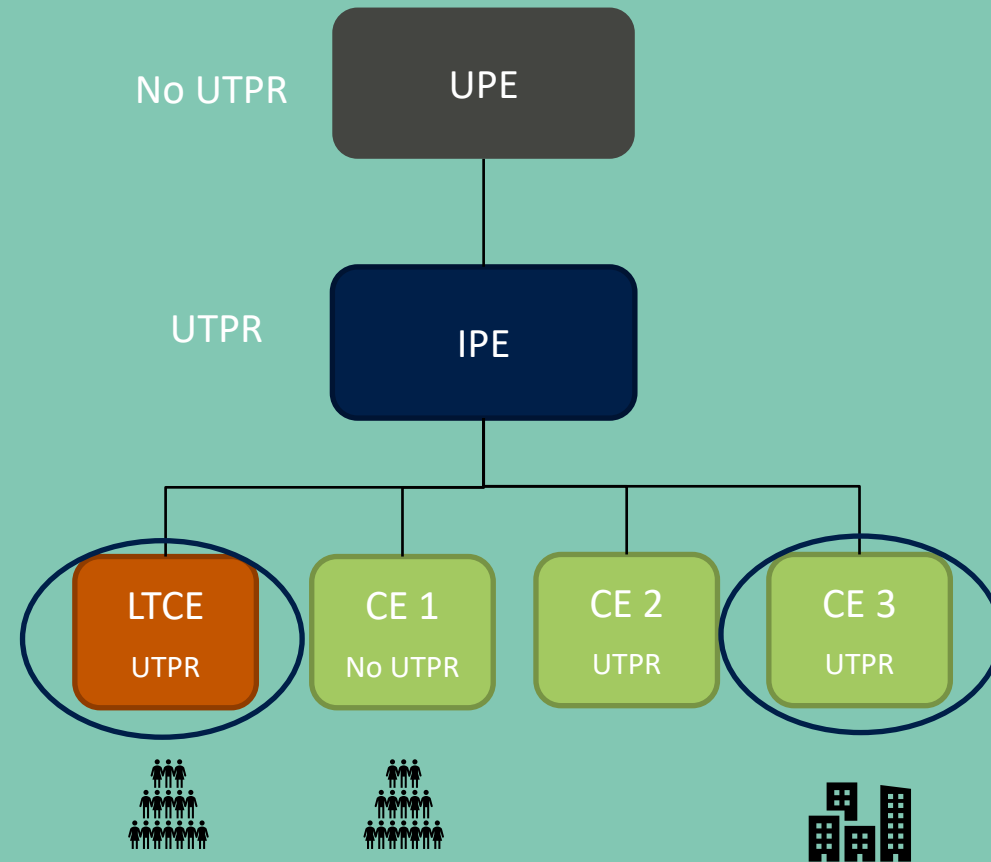 No UTPR
UPE
UTPR
IPE
LTCE
UTPR
CE 1
No UTPR
CE 2
UTPR
CE 3
UTPR